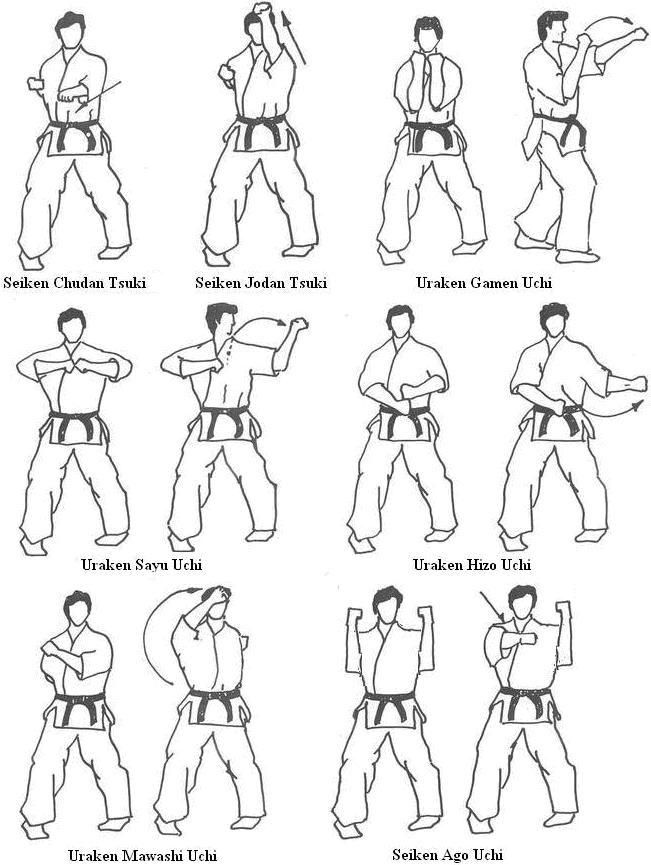 Seiken Chudan Tsuki
Seiken Jodan Tsuki
Uraken Gamen Uchi
Uraken Sayu Uchi
Uraken Hizo Uchi
Uraken Mawashi Uchi
Seiken Ago Uchi